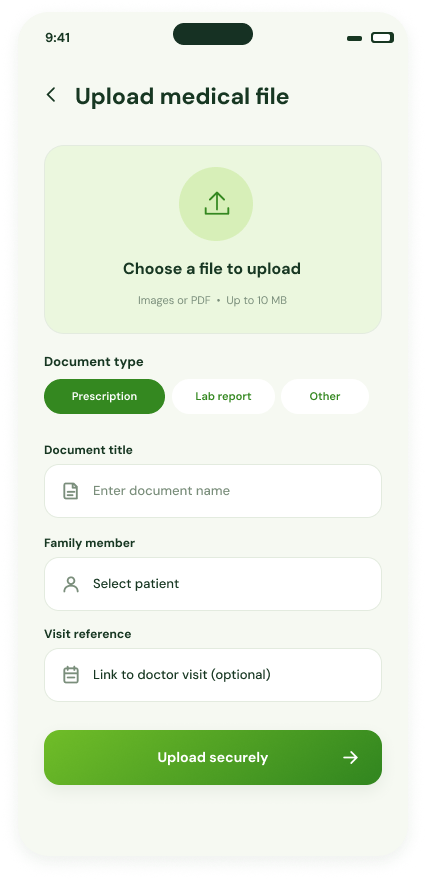 9:41
Upload medical file
Choose a file to upload
Images or PDF • Up to 10 MB
Document type
Prescription Lab report Other
Document title
Enter document name
Family member
Select patient
Visit reference
Link to doctor visit (optional)
Upload securely